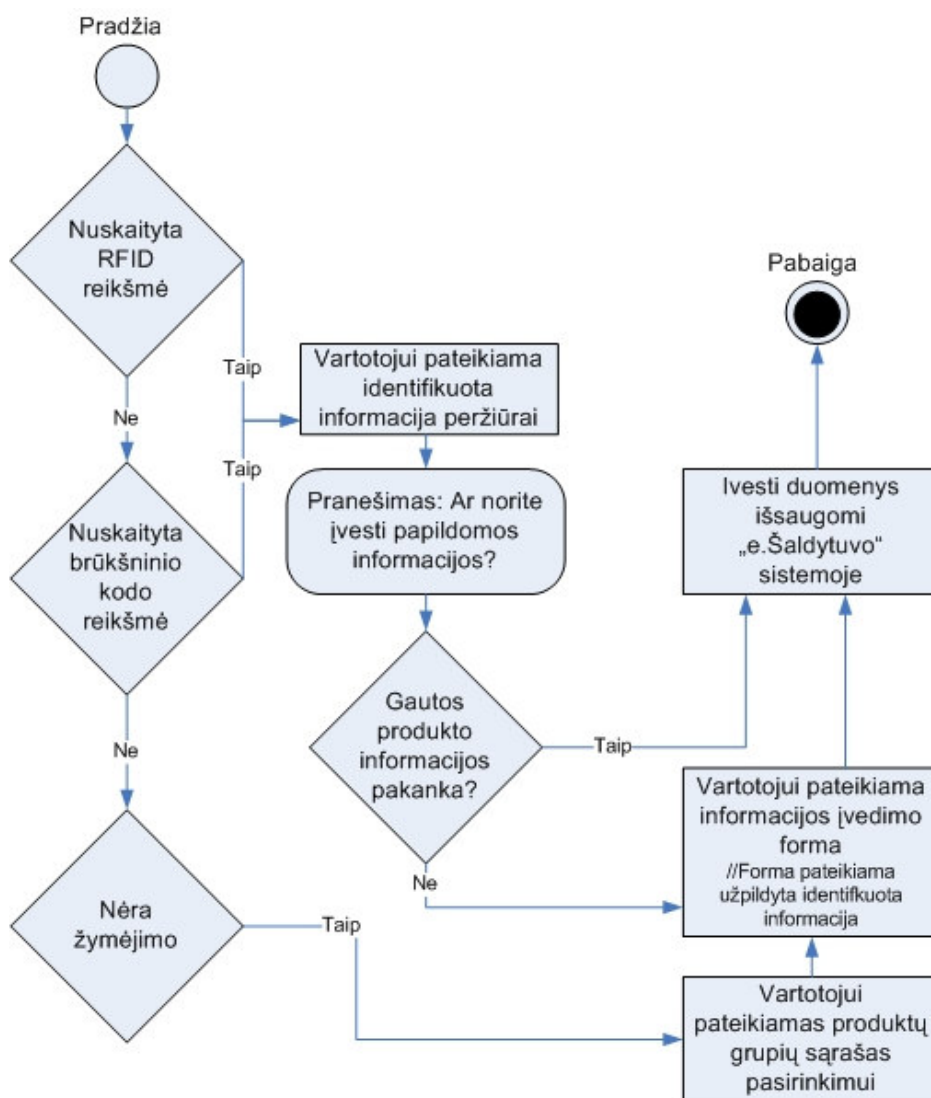 Pradžia
Nuskaityta
RFID
reikšmė
Taip
Ne
Nuskaityta
brūkšninio
kodo
reikšmė
Taip
Ne
Nėra
žymėjimo
Taip
Vartotojui pateikiama
identifikuota
informacija peržiūrai
Pranešimas: Ar norite
įvesti papildomos
informacijos?
Gautos
produkto
informacijos
pakanka?
Taip
Ne
Pabaiga
Ivesti duomenys
išsaugomi
„e.Šaldytuvo“
sistemoje
Vartotojui pateikiama
informacijos įvedimo
forma
//Forma pateikiama
užpildyta identifkuota
informacija
Vartotojui
pateikiamas produktų
grupių sąrašas
pasirinkimui